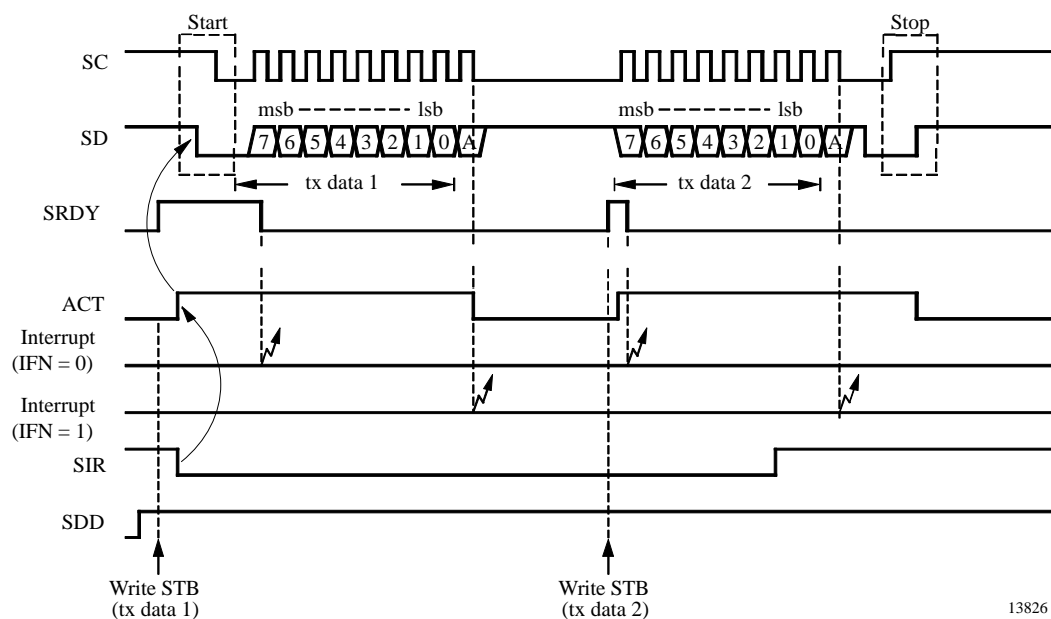 Start
Stop
SC
msb lsb
msb lsb
SD
7 6 5 4 3 2 1 0 A
7 6 5 4 3 2 1 0 A
tx data 1
tx data 2
SRDY
ACT
Interrupt
(IFN = 0)
Interrupt
(IFN = 1)
SIR
SDD
Write STB
(tx data 1)
Write STB
(tx data 2)
13826